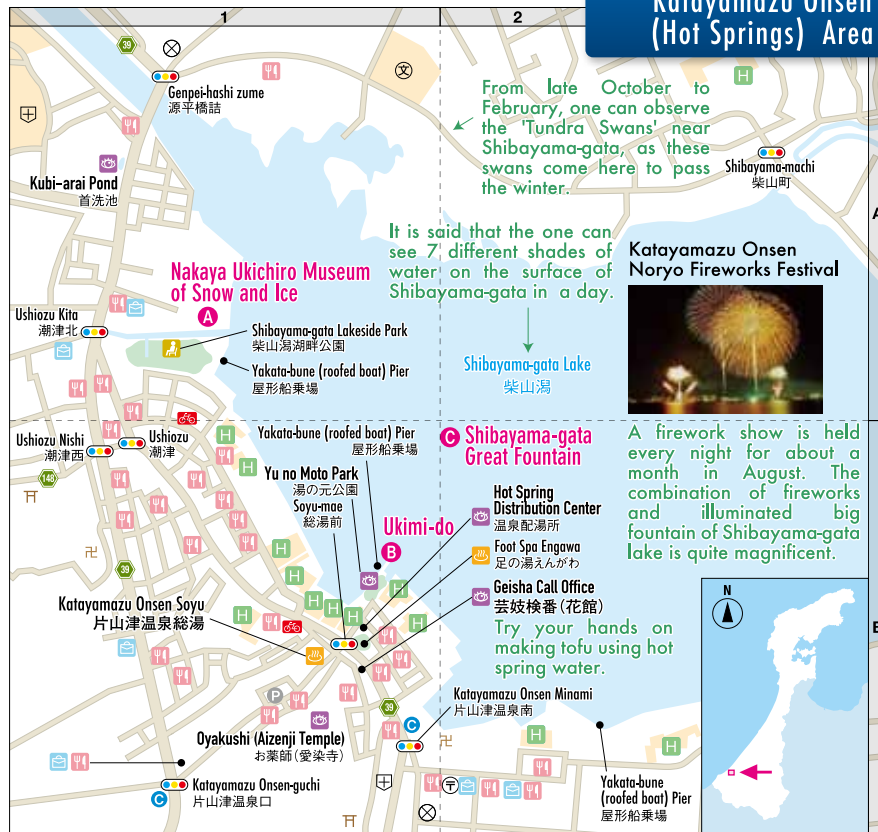 Katayamazu Onsen
(Hot Springs) Area
1
2
39
文
H
Genpei-hashi zume
源平橋詰
From late October to
February, one can observe
the 'Tundra Swans' near
Shibayama-gata, as these
swans come here to pass
the winter.
Shibayama-machi
柴山町
Kubi-arai Pond
首洗池
A
It is said that the one can
see 7 different shades of
water on the surface of
Shibayama-gata in a day.
Katayamazu Onsen
Noryo Fireworks Festival
Nakaya Ukichiro Museum
of Snow and Ice
A
Ushiozu Kita
潮津北
Shibayama-gata Lakeside Park
柴山潟湖畔公園
Yakata-bune (roofed boat) Pier
屋形船乗場
Shibayama-gata Lake
柴山潟
Ushiozu Nishi
潮津西
Ushiozu
潮津
H
148
Yakata-bune (roofed boat) Pier
屋形船乗場
C Shibayama-gata
Great Fountain
A firework show is held
every night for about a
month in August. The
combination of fireworks
and illuminated big
fountain of Shibayama-gata
lake is quite magnificent.
Yu no Moto Park
湯の元公園
Soyu-mae
総湯前
H
H
Ukimi-do
B
Hot Spring
Distribution Center
温泉配湯所
Foot Spa Engawa
足の湯えんがわ
Geisha Call Office
芸妓検番(花館)
Try your hands on
making tofu using hot
spring water.
39
Katayamazu Onsen Soyu
片山津温泉総湯
H
H
H
H
H
H
H
H
N
B
P
39
C
Katayamazu Onsen Minami
片山津温泉南
Oyakushi (Aizenji Temple)
お薬師(愛染寺)
H
H
Katayamazu Onsen-guchi
片山津温泉口
C
Yakata-bune
(roofed boat) Pier
屋形船乗場